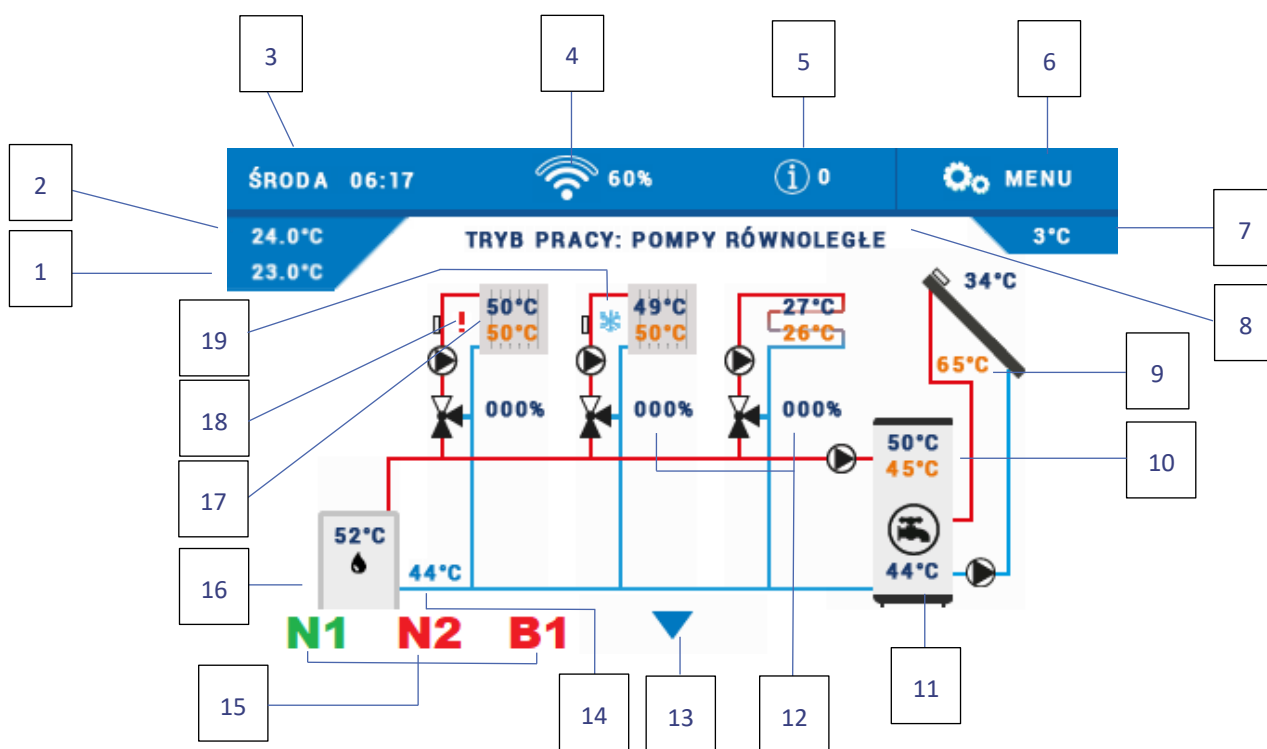 3
4
5
6
ŚRODA 06:17
60%
i 0
MENU
2
24.0°C
TRYB PRACY: POMPY RÓWNOLEGŁE
3°C
7
1
23.0°C
34°C
8
19
50°C
49°C
27°C
50°C
50°C
26°C
!
65°C
9
18
000%
000%
000%
50°C
10
17
45°C
52°C
16
44°C
44°C
N1 N2 B1
15
14
13
12
11